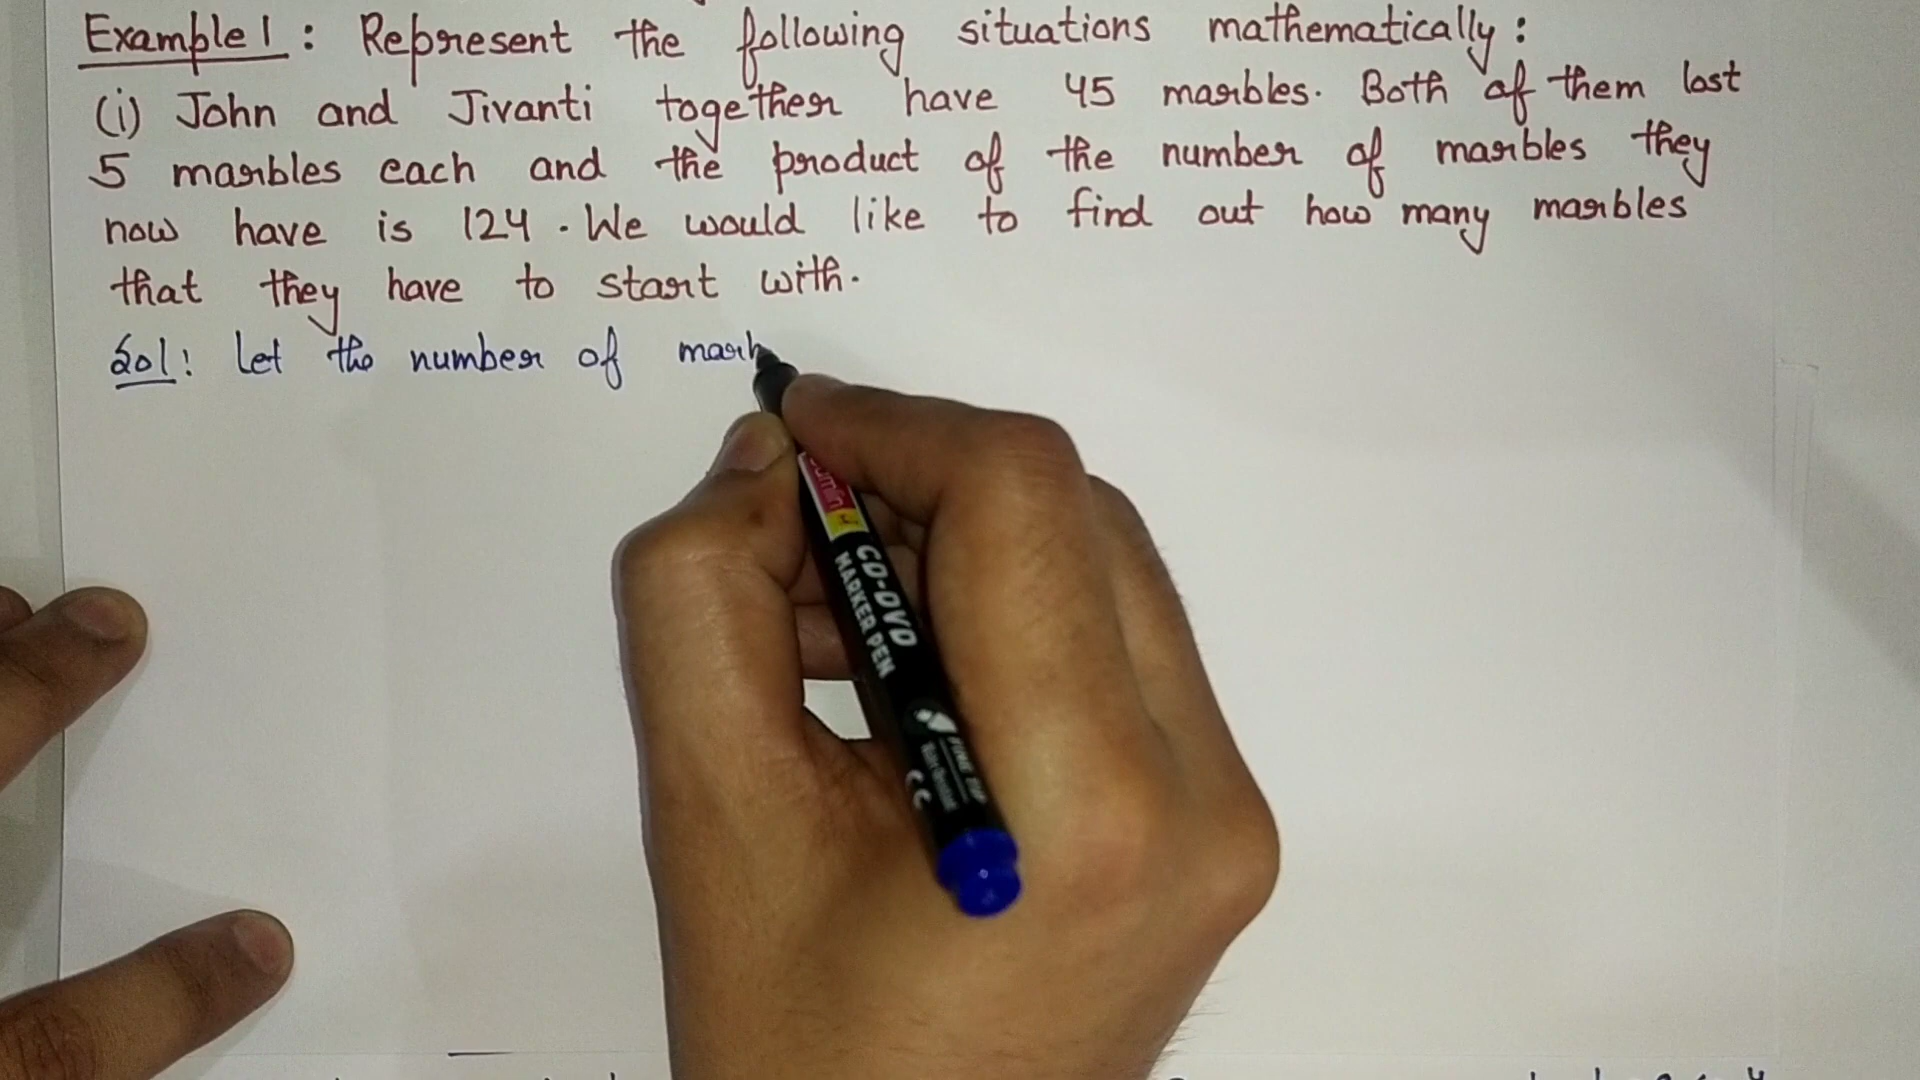 Example 1 : Represent the following situations mathematically :
(i) John and Jivanti together have 45 marbles. Both of them lost
5 marbles each and the product of the number of marbles they
now have is 124. We would like to find out how many marbles
that they have to start with.
Sol: Let the number of marb
CD-DVD
MARKER PEN
FINE TIP